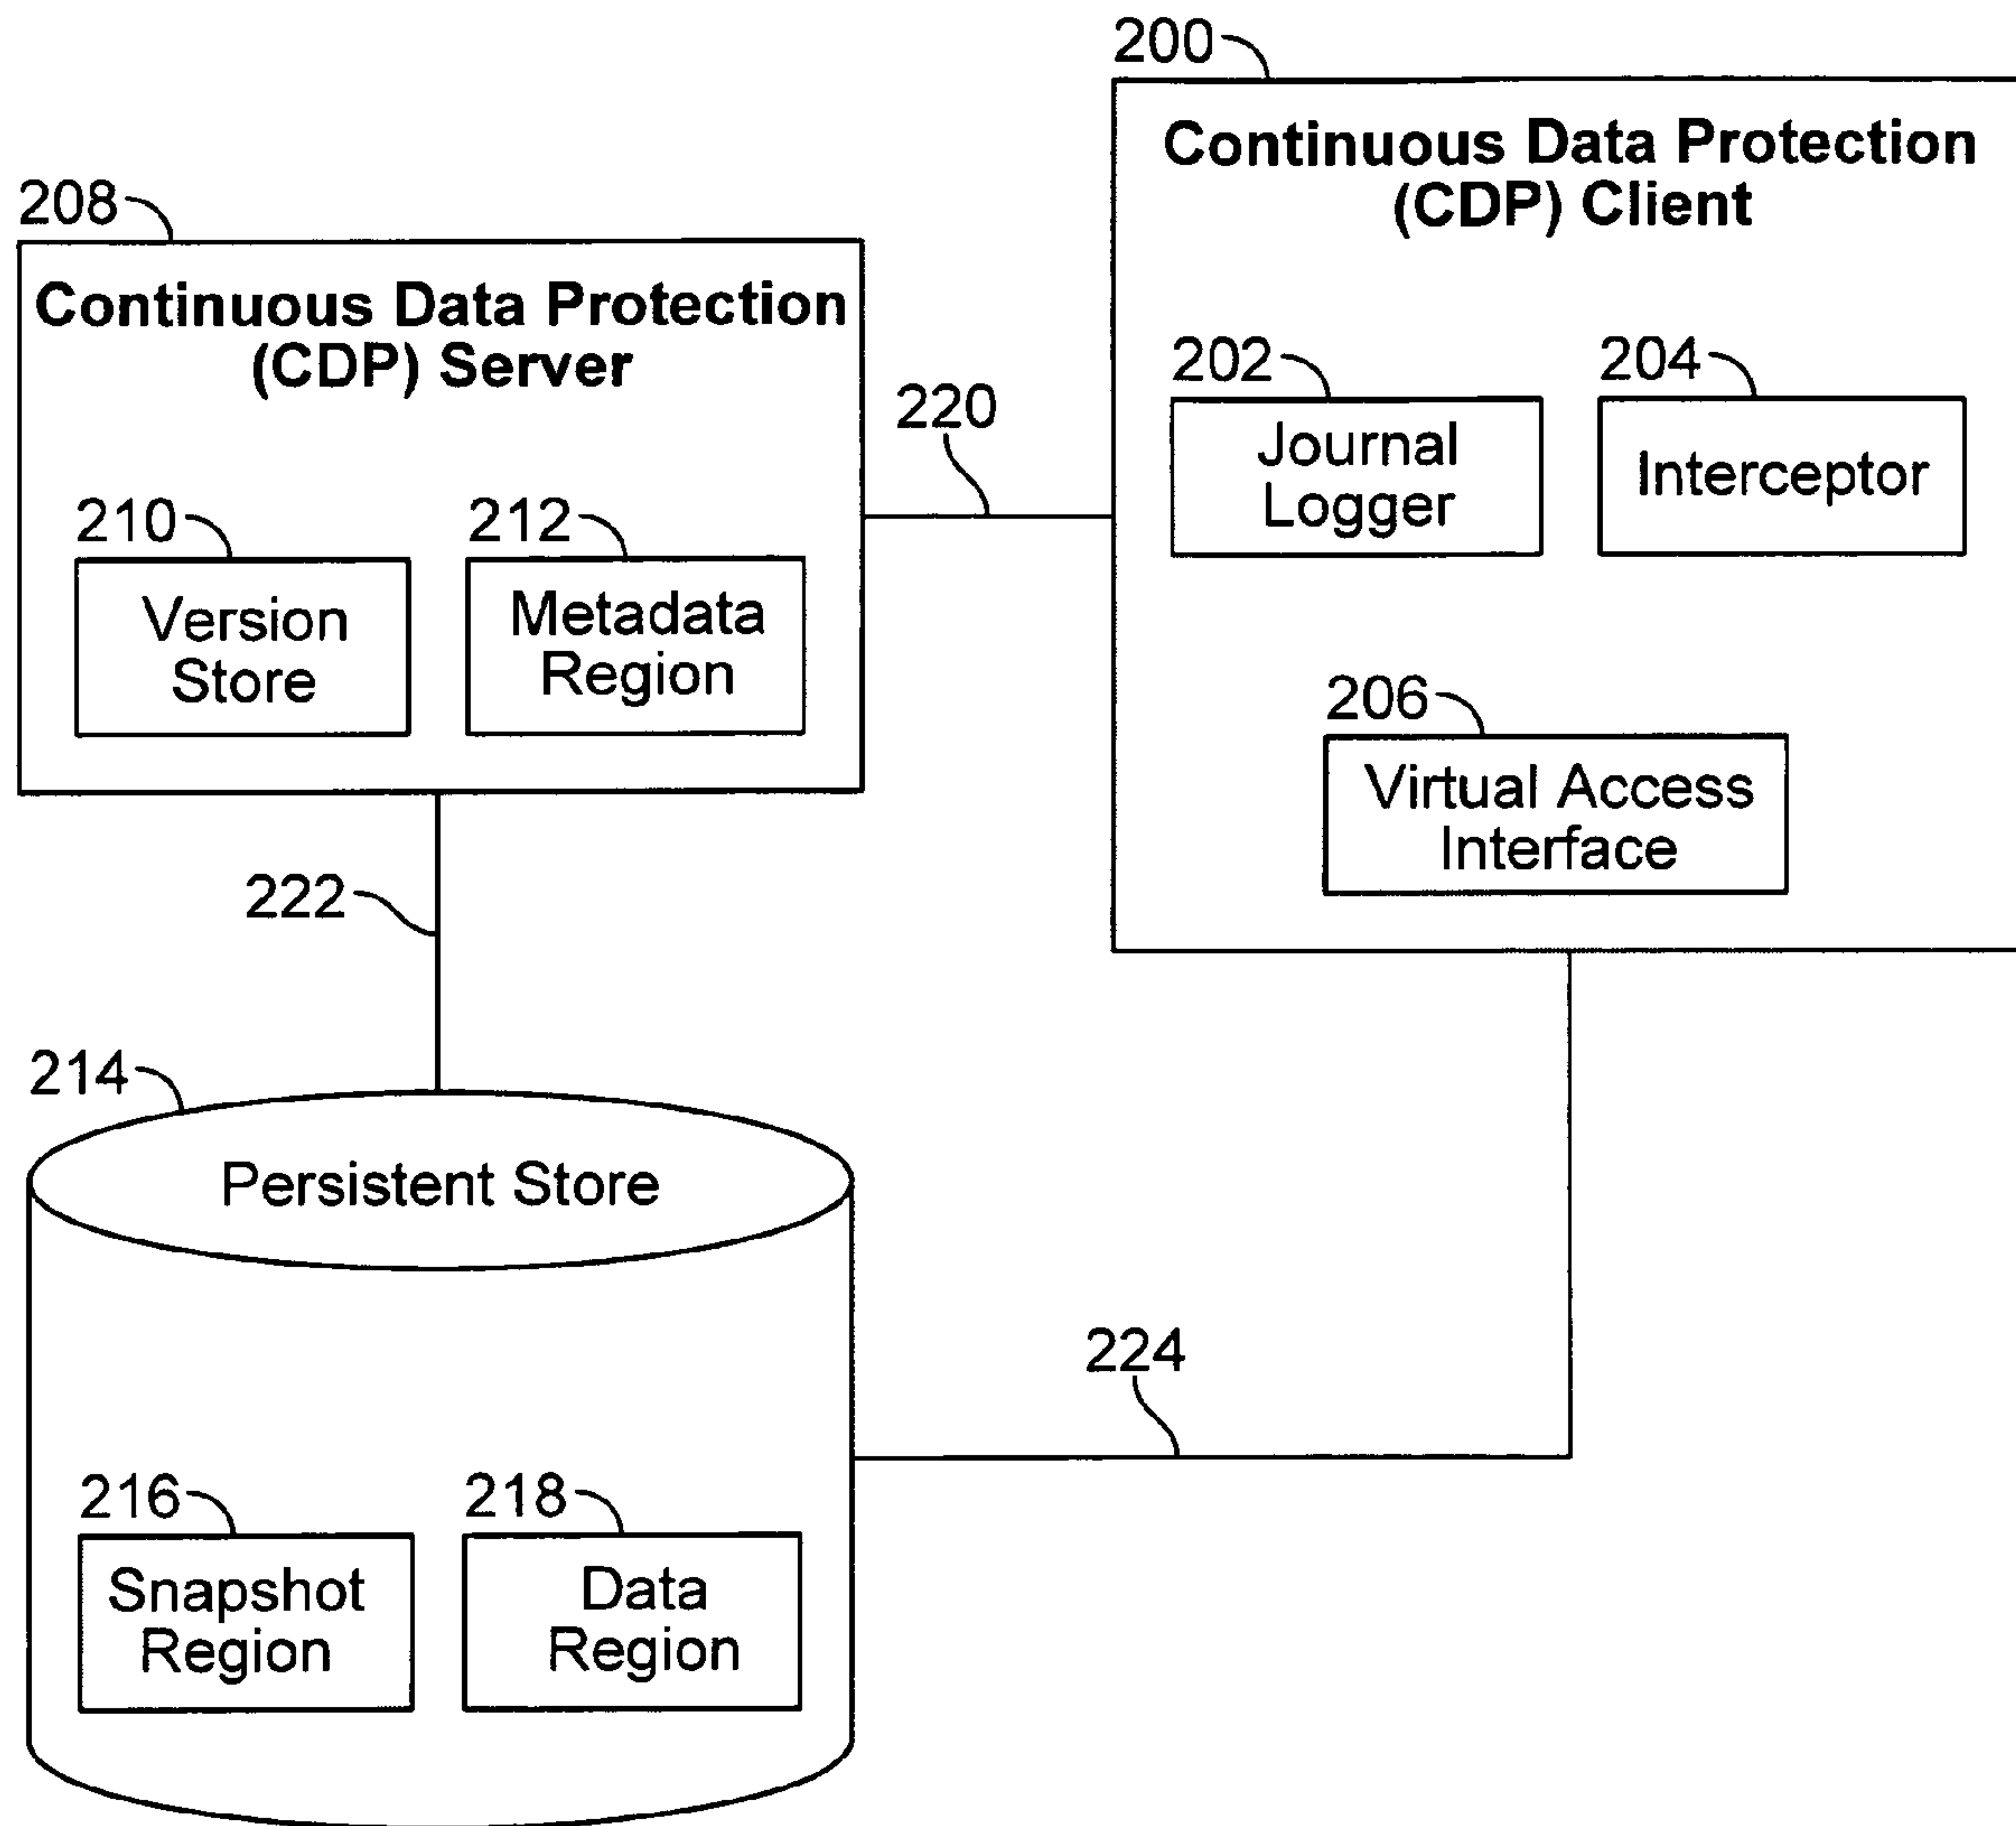 200
Continuous Data Protection
(CDP) Client
208
Continuous Data Protection
(CDP) Server
202
204
Journal
Logger
Interceptor
220
210
212
Version
Store
Metadata
Region
206
Virtual Access
Interface
222
214
Persistent Store
224
216
218
Snapshot
Region
Data
Region